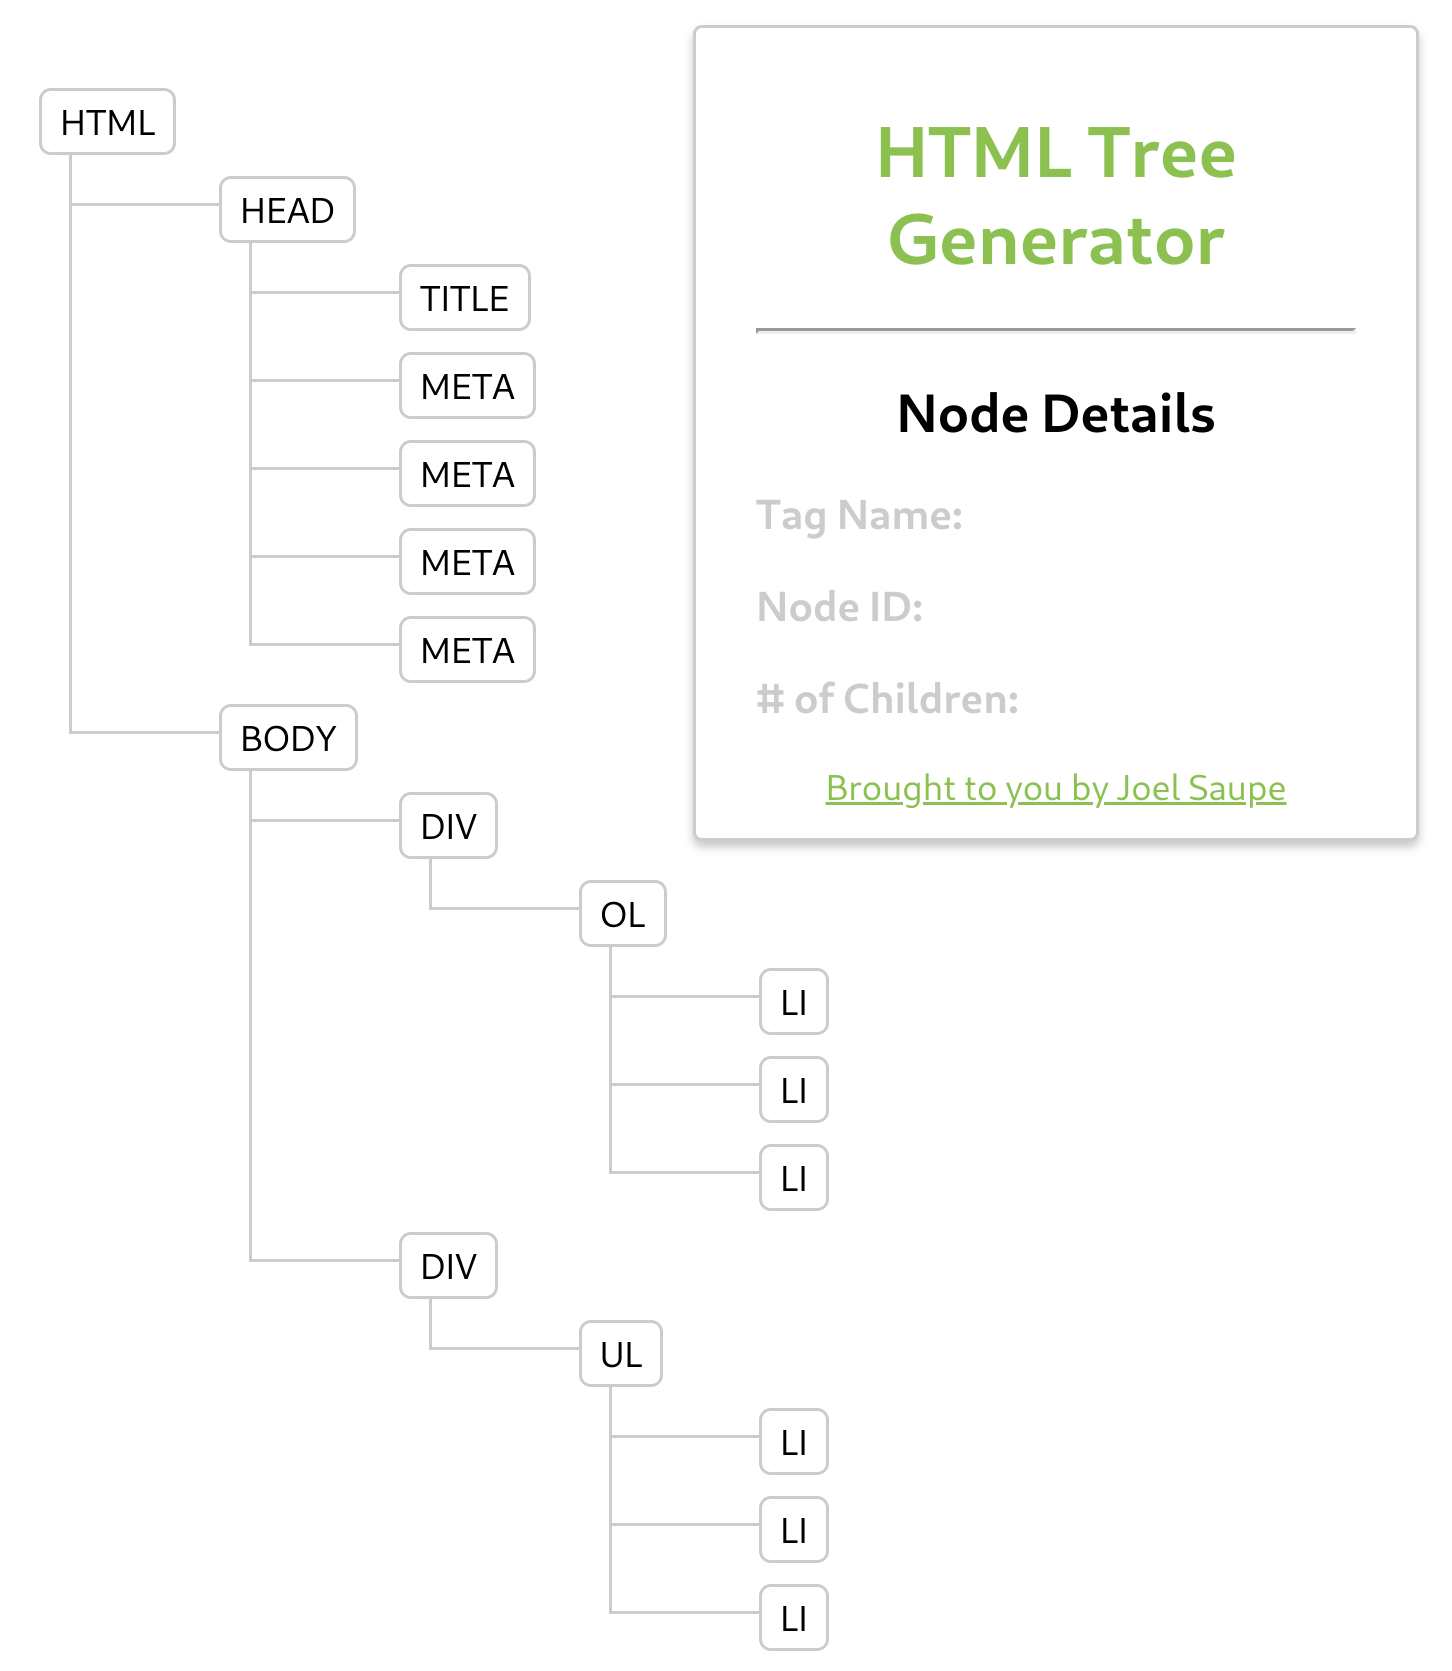 HTML
HEAD
TITLE
META
META
META
META
BODY
DIV
OL
LI
LI
LI
DIV
UL
LI
LI
LI
HTML Tree
Generator
Node Details
Tag Name:
Node ID:
# of Children:
Brought to you by Joel Saupe